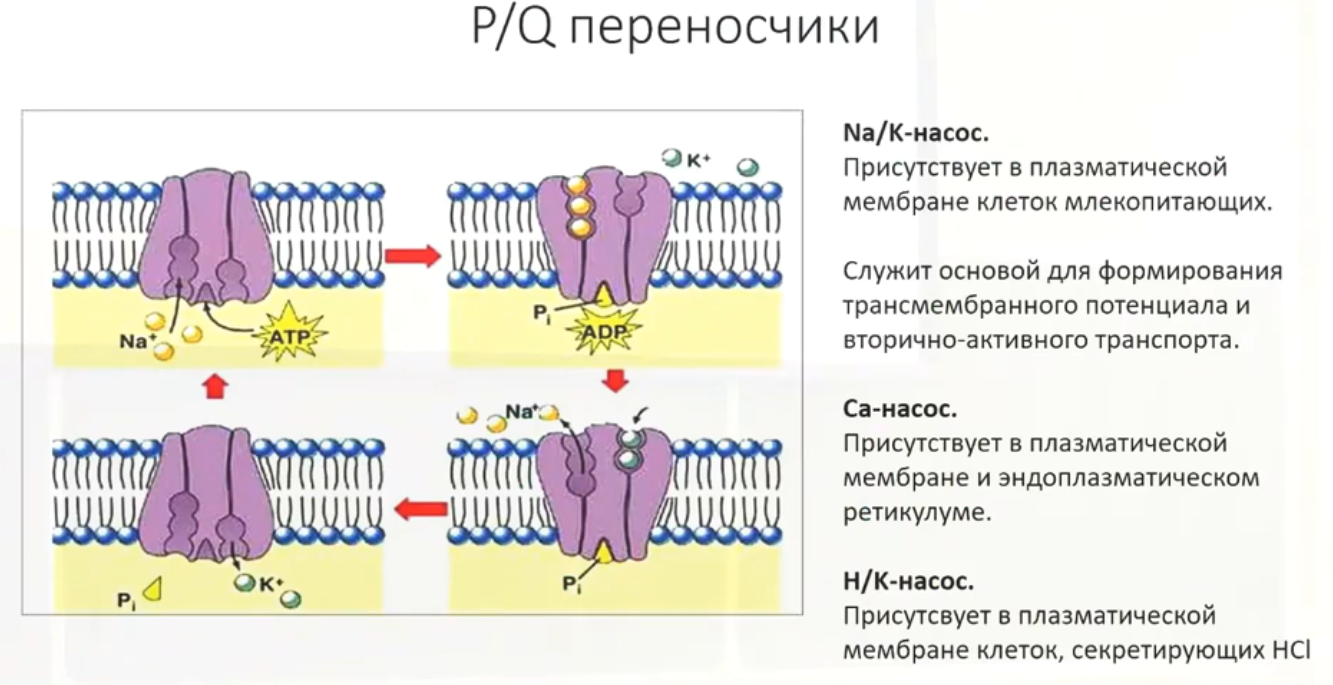 P/Q переносчики
K⁺
Na⁺
ATP
Pᵢ
ADP
Na⁺
Pᵢ
K⁺
Pᵢ
Na/K-насос.
Присутствует в плазматической
мембране клеток млекопитающих.
Служит основой для формирования
трансмембранного потенциала и
вторично-активного транспорта.
Ca-насос.
Присутствует в плазматической
мембране и эндоплазматическом
ретикулуме.
H/K-насос.
Присутсвует в плазматической
мембране клеток, секретирующих HCl